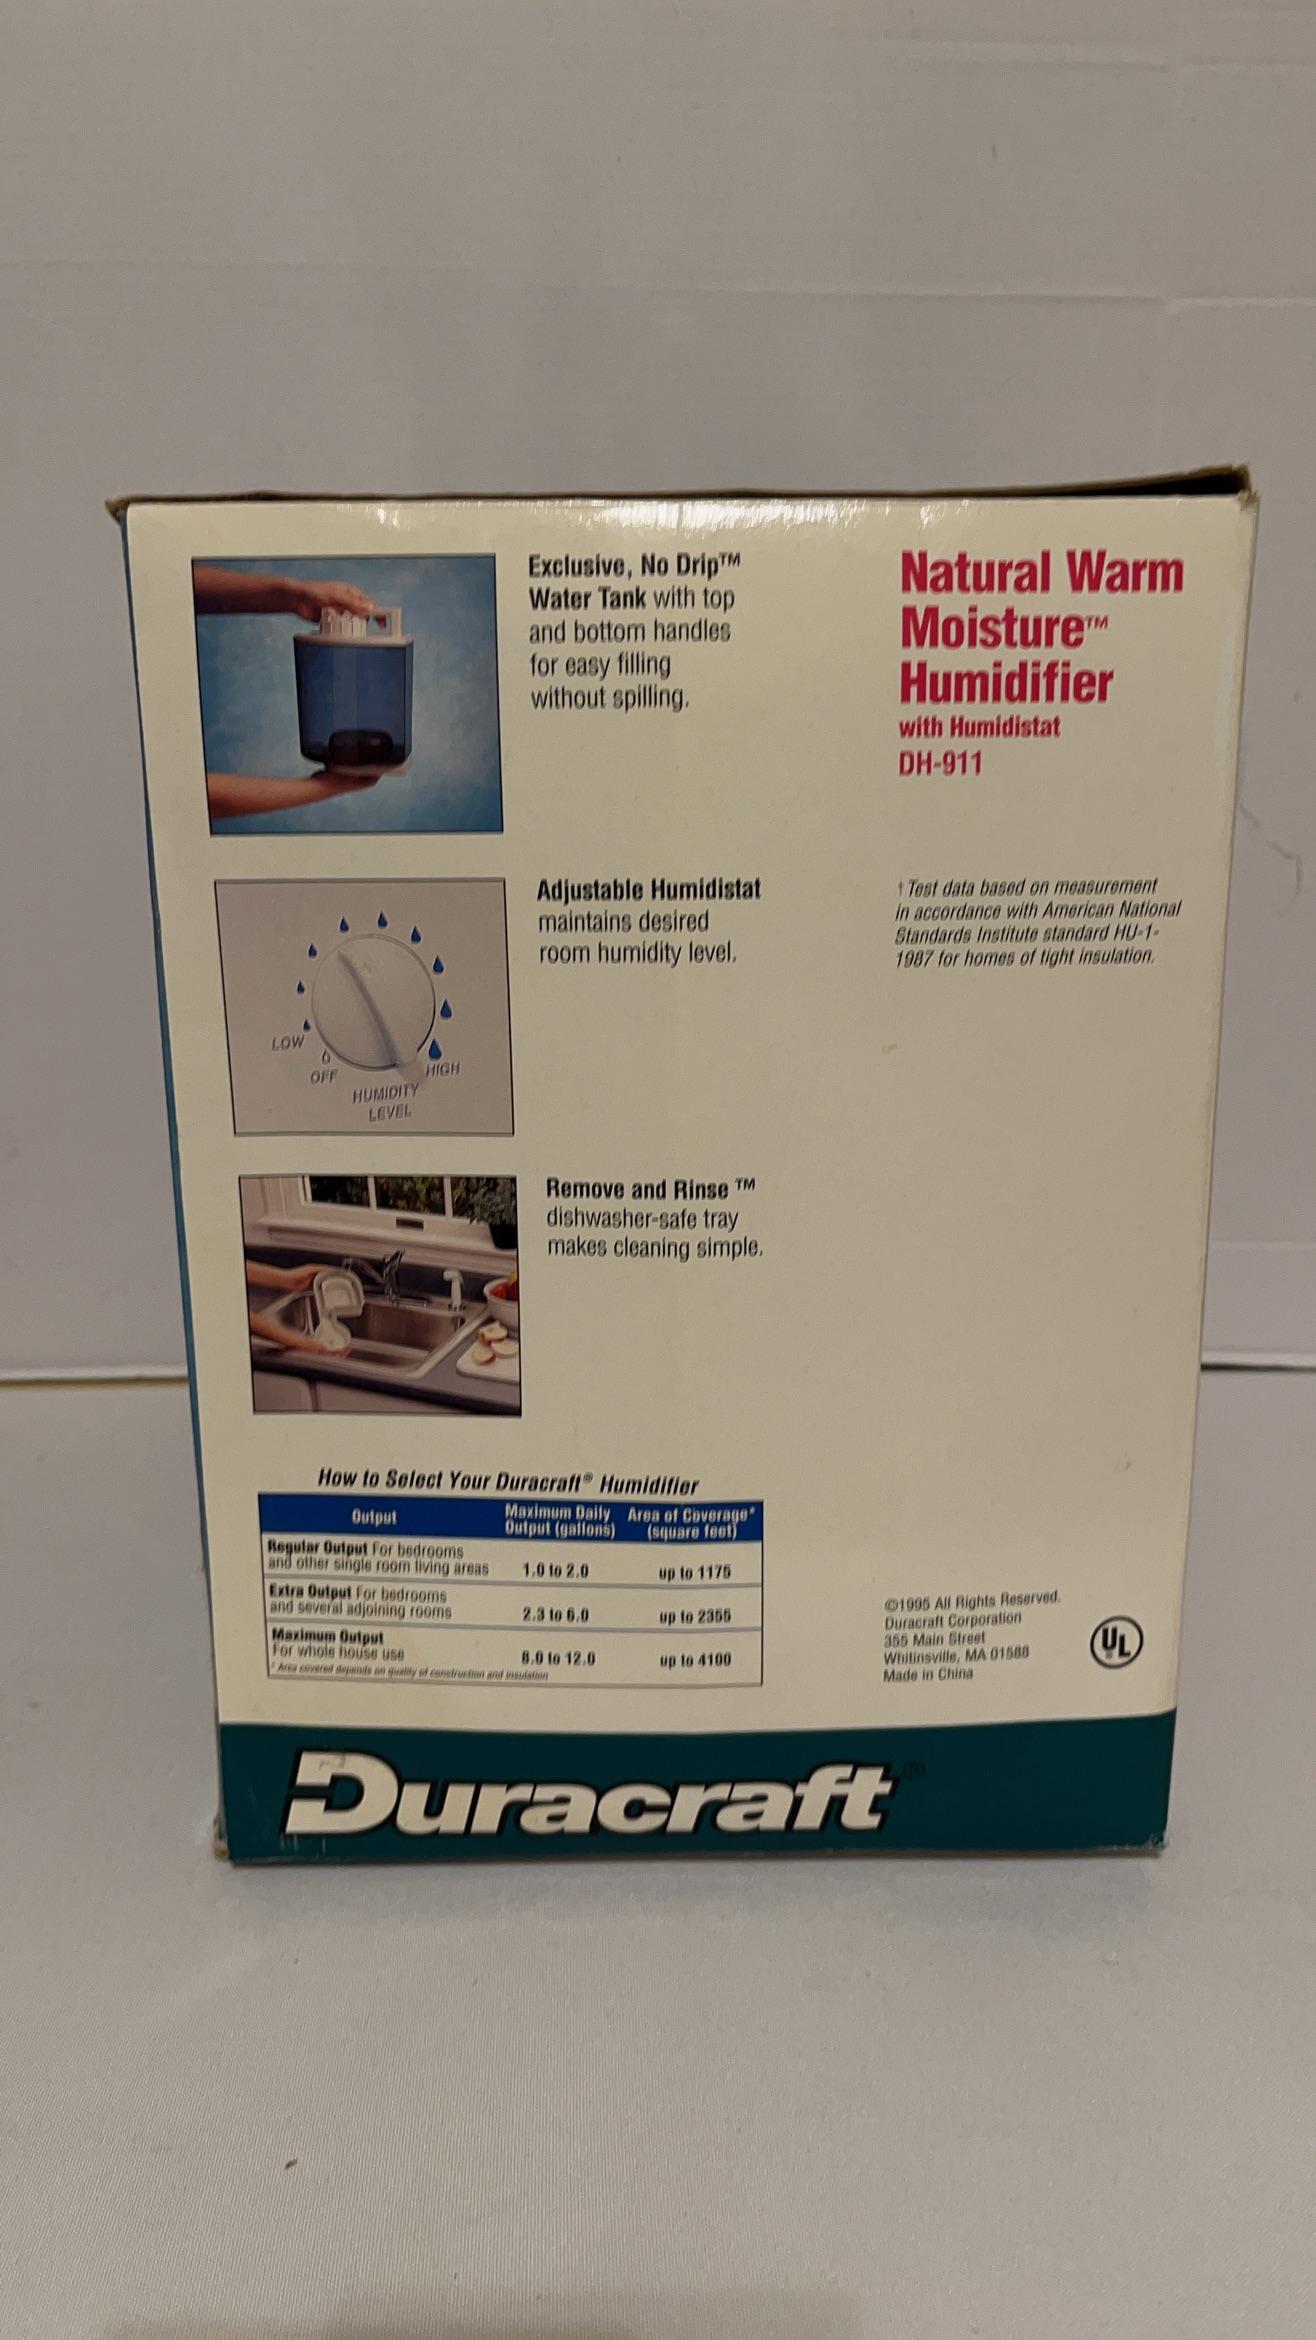 Exclusive, No Drip™
Water Tank with top
and bottom handles
for easy filling
without spilling.
Natural Warm
Moisture™
Humidifier
with Humidistat
DH-911
Adjustable Humidistat
maintains desired
room humidity level.
† Test data based on measurement
in accordance with American National
Standards Institute standard HU-1-
1987 for homes of tight insulation.
LOW
OFF
HIGH
HUMIDITY
LEVEL
Remove and Rinse ™
dishwasher-safe tray
makes cleaning simple.
How to Select Your Duracraft® Humidifier
Output
Maximum Daily
Output (gallons)
Area of Coverage*
(square feet)
Regular Output For bedrooms
and other single room living areas
1.0 to 2.0
up to 1175
Extra Output For bedrooms
and several adjoining rooms
2.3 to 6.0
up to 2355
Maximum Output
For whole house use
8.0 to 12.0
up to 4100
* Area covered depends on quality of construction and insulation
©1995 All Rights Reserved.
Duracraft Corporation
355 Main Street
Whitinsville, MA 01588
Made in China
UL
Duracraft®